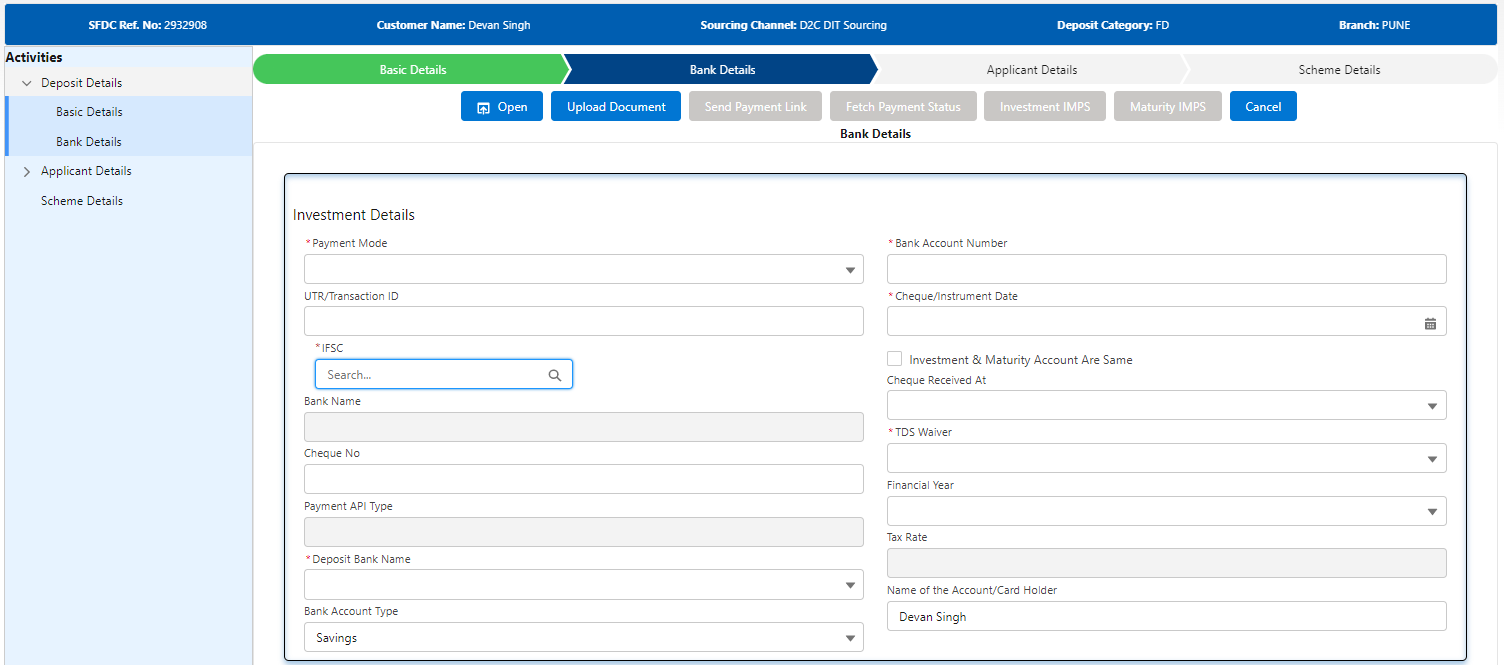 SFDC Ref. No: 2932908 Customer Name: Devan Singh Sourcing Channel: D2C DIT Sourcing Deposit Category: FD Branch: PUNE
Activities
Deposit Details
Basic Details
Bank Details
Applicant Details
Scheme Details
Basic Details Bank Details Applicant Details Scheme Details
Open Upload Document Send Payment Link Fetch Payment Status Investment IMPS Maturity IMPS Cancel
Bank Details
Investment Details
*Payment Mode
UTR/Transaction ID
*IFSC
Search...
Bank Name
Cheque No
Payment API Type
*Deposit Bank Name
Bank Account Type
Savings
*Bank Account Number
*Cheque/Instrument Date
Investment & Maturity Account Are Same
Cheque Received At
*TDS Waiver
Financial Year
Tax Rate
Name of the Account/Card Holder
Devan Singh